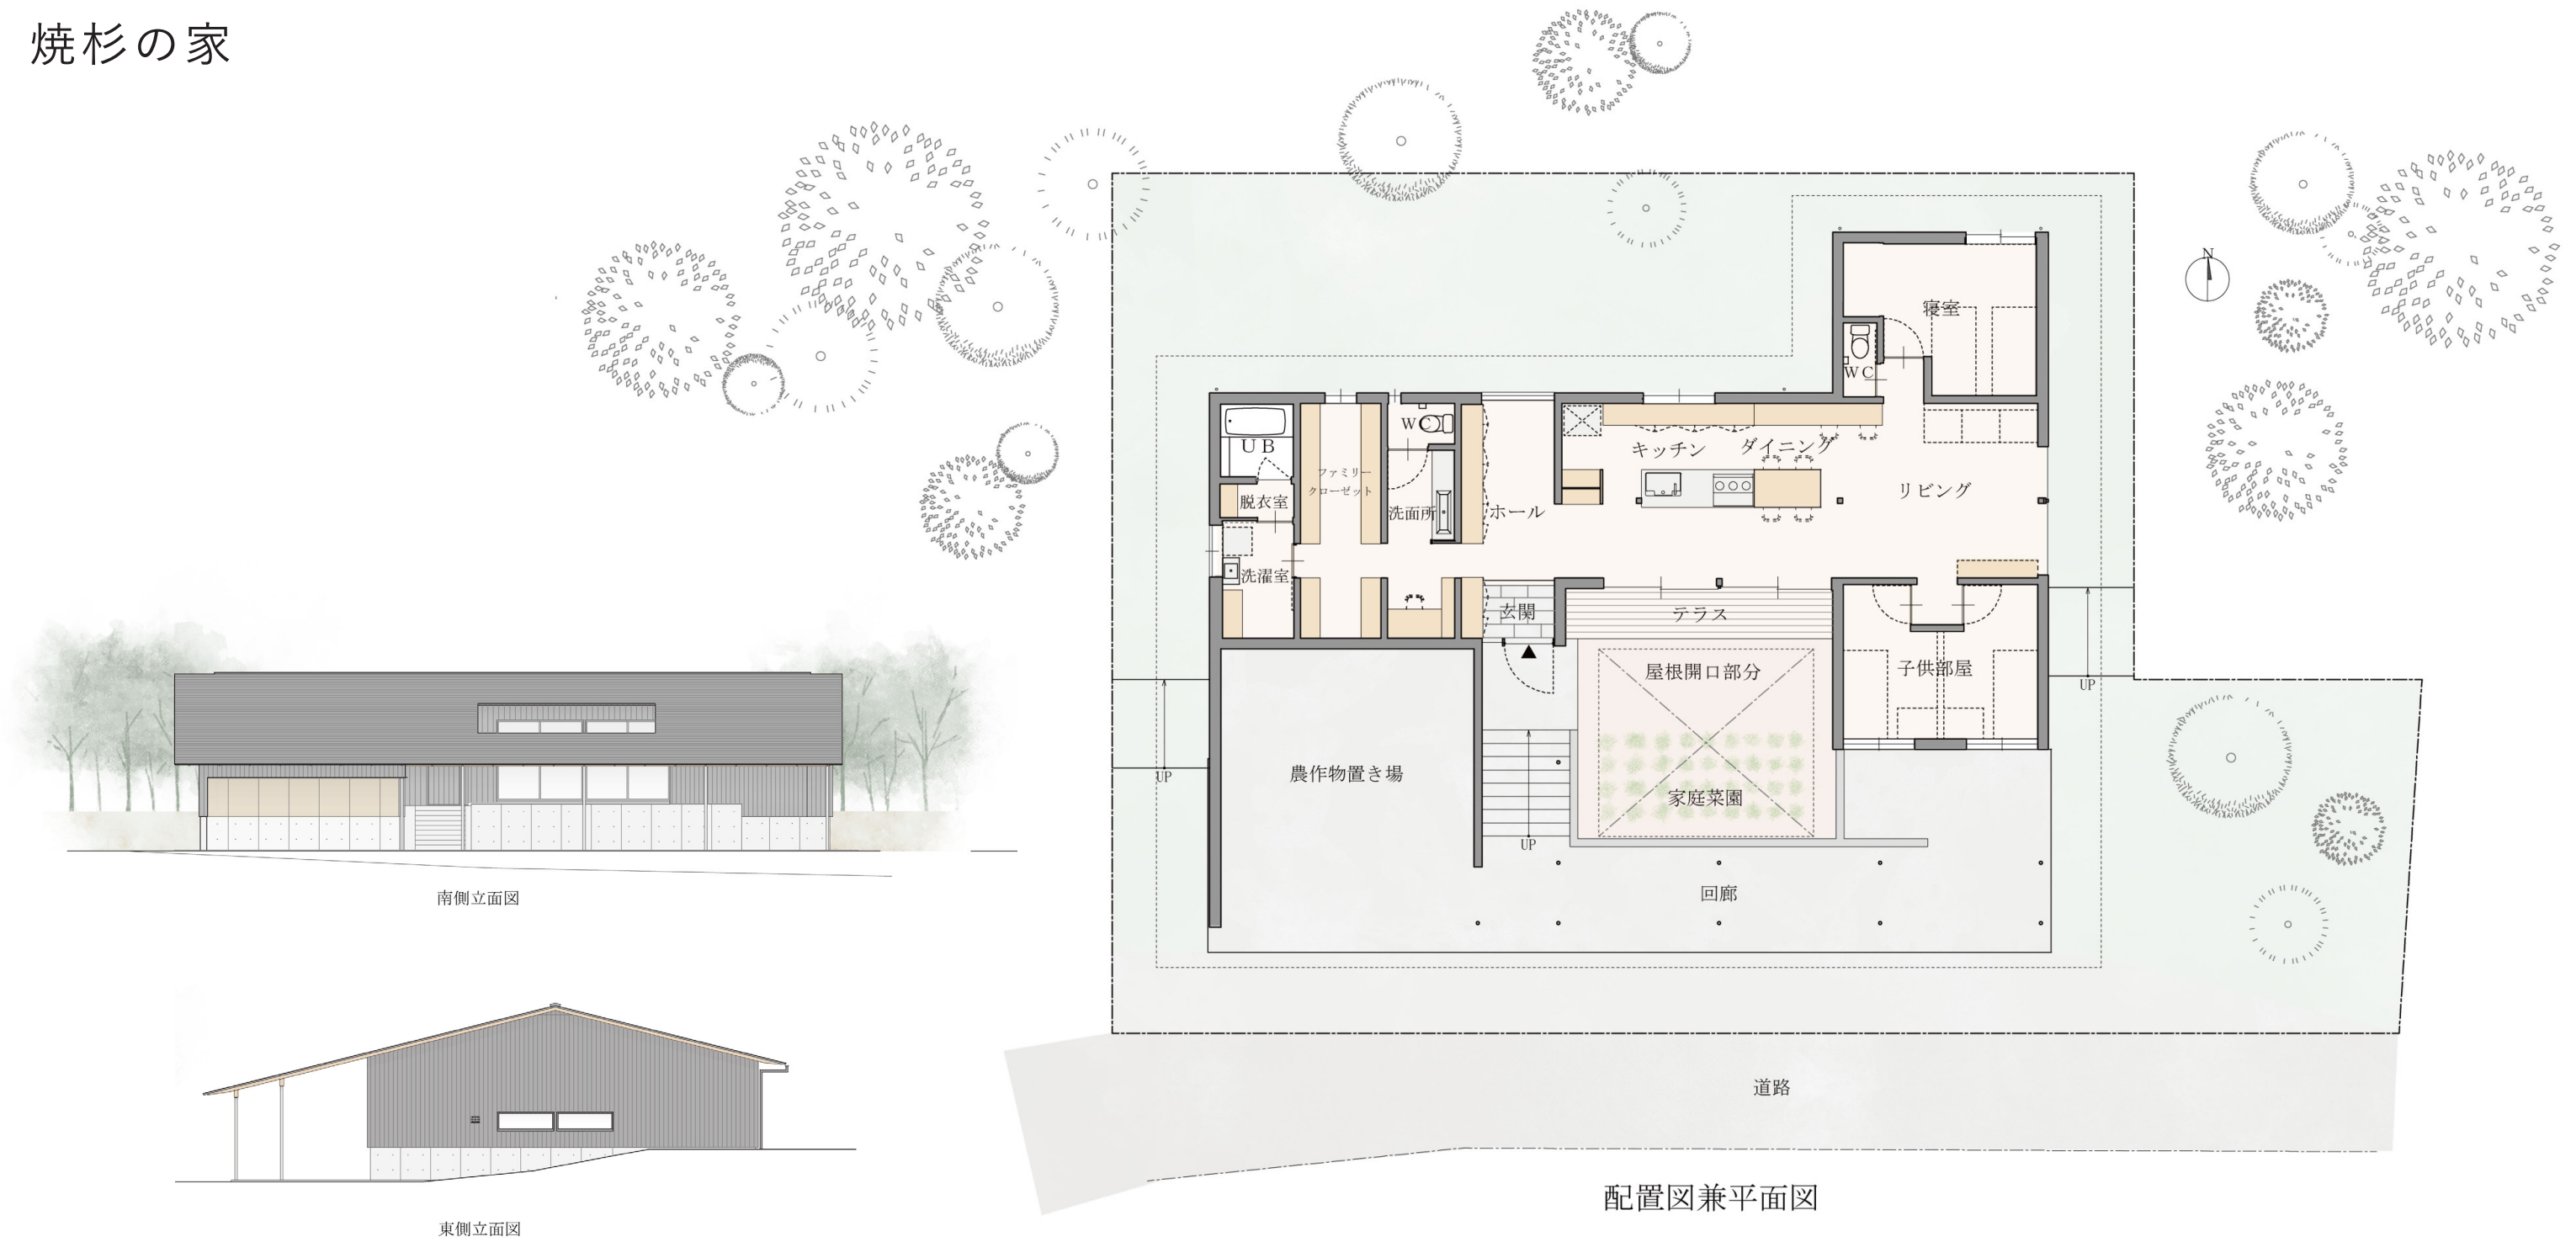 焼杉の家
N
寝室
WC
UB
WC
キッチン
ダイニング
ファミリー
クローゼット
リビング
脱衣室
洗面所
ホール
洗濯室
玄関
テラス
屋根開口部分
子供部屋
UP
UP
農作物置き場
家庭菜園
UP
回廊
南側立面図
道路
配置図兼平面図
東側立面図